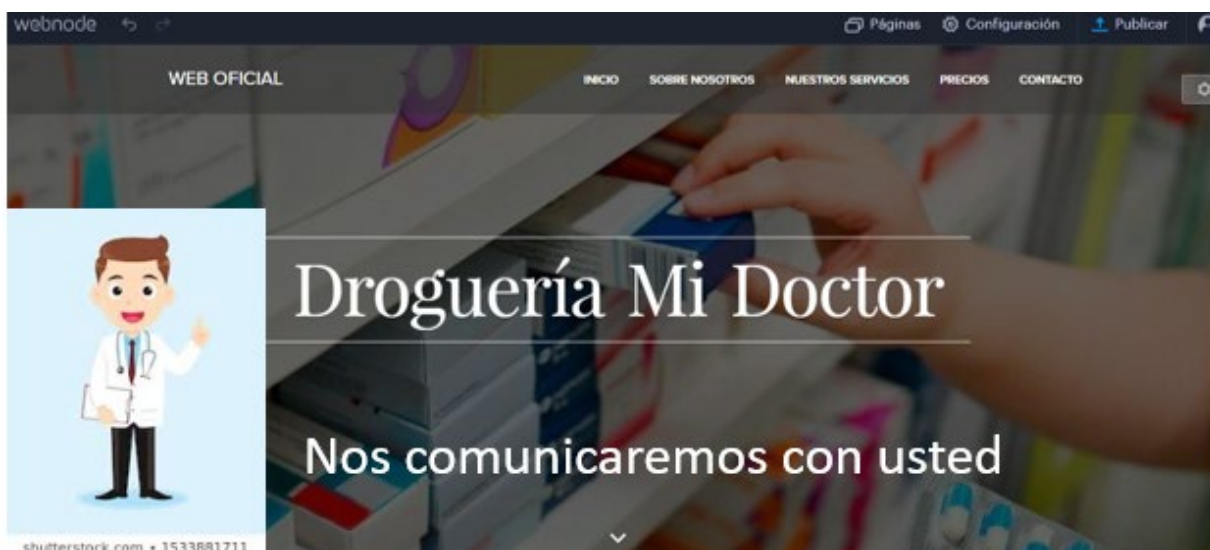 webnode
Páginas
Configuración
Publicar
WEB OFICIAL
INICIO
SOBRE NOSOTROS
NUESTROS SERVICIOS
PRECIOS
CONTACTO
Droguería Mi Doctor
Nos comunicaremos con usted
shutterstock.com • 1533881711